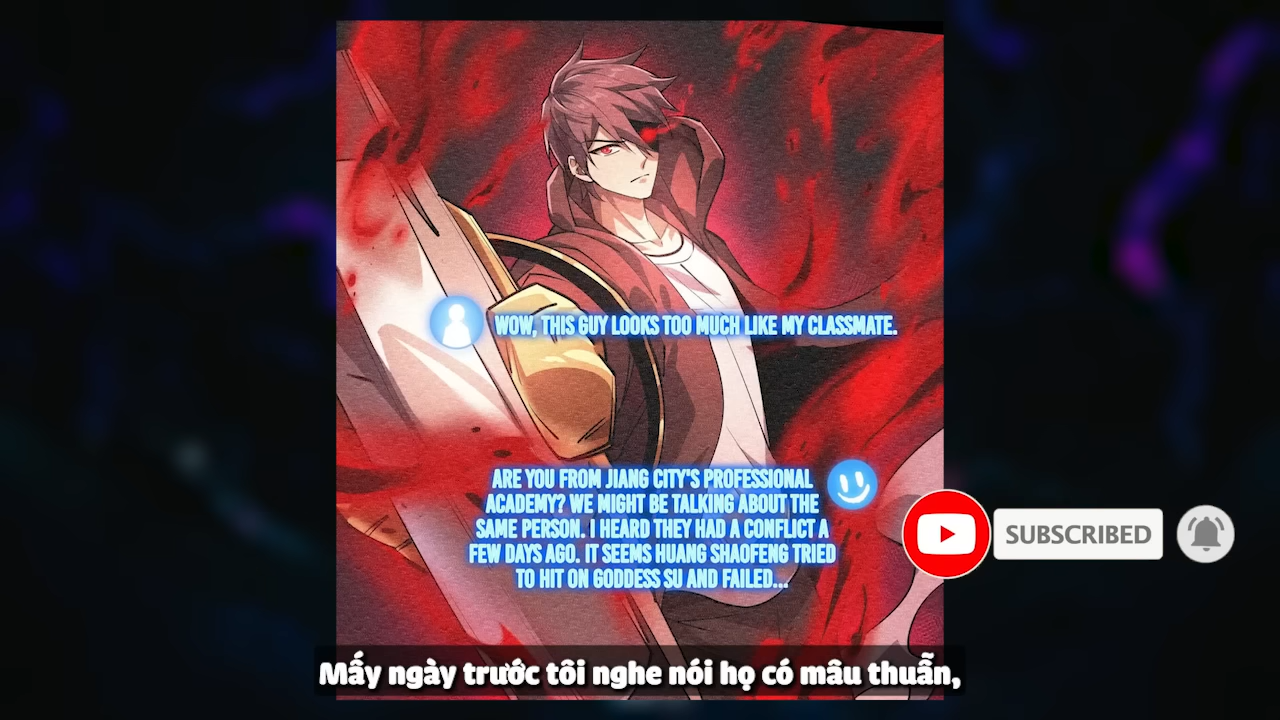 WOW, THIS GUY LOOKS TOO MUCH LIKE MY CLASSMATE.
ARE YOU FROM JIANG CITY'S PROFESSIONAL
ACADEMY? WE MIGHT BE TALKING ABOUT THE
SAME PERSON. I HEARD THEY HAD A CONFLICT A
FEW DAYS AGO. IT SEEMS HUANG SHAOFENG TRIED
TO HIT ON GODDESS SU AND FAILED...
SUBSCRIBED
Mấy ngày trước tôi nghe nói họ có mâu thuẫn,